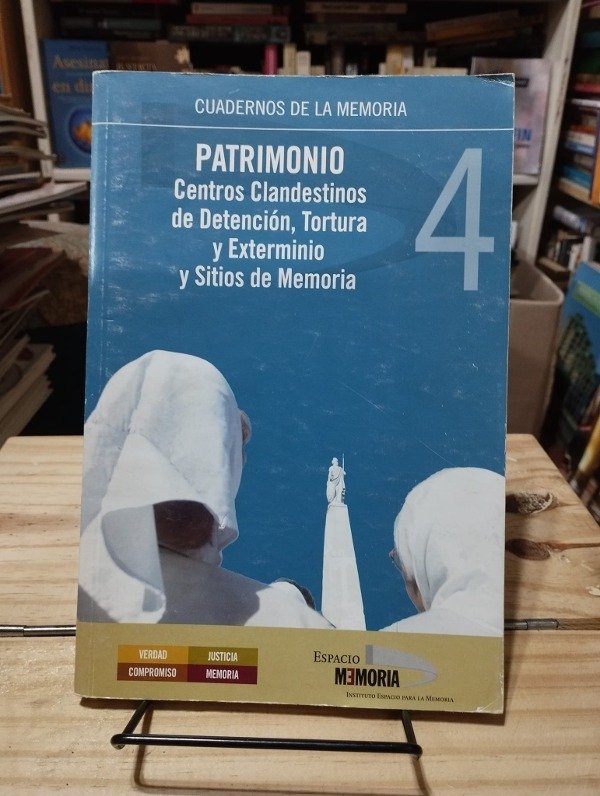 CUADERNOS DE LA MEMORIA
PATRIMONIO
Centros Clandestinos
de Detención, Tortura
y Exterminio
y Sitios de Memoria
4
VERDAD
JUSTICIA
COMPROMISO
MEMORIA
ESPACIO
MEMORIA
INSTITUTO ESPACIO PARA LA MEMORIA